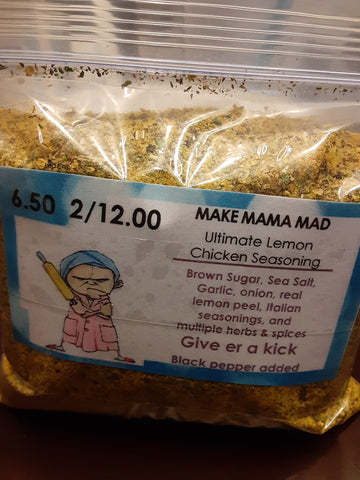 6.50 2/12.00
MAKE MAMA MAD
Ultimate Lemon
Chicken Seasoning
Brown Sugar, Sea Salt,
Garlic, onion, real
lemon peel, Italian
seasonings, and
multiple herbs & spices
Give er a kick
Black pepper added